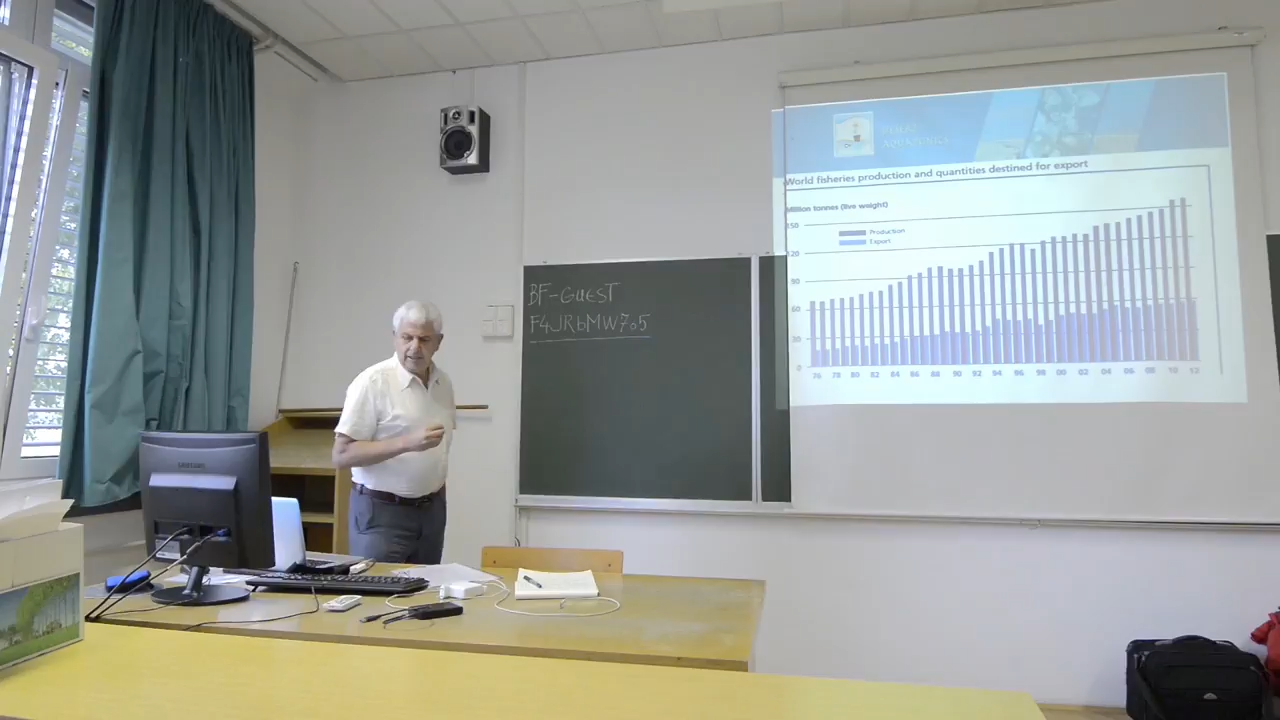 BF-GUEST
F4JRbMW7o5
AQUAPONICS
World fisheries production and quantities destined for export
Million tonnes (live weight)
150
Production
Export
120
90
60
30
0
76 78 80 82 84 86 88 90 92 94 96 98 00 02 04 06 08 10 12
SAMSUNG